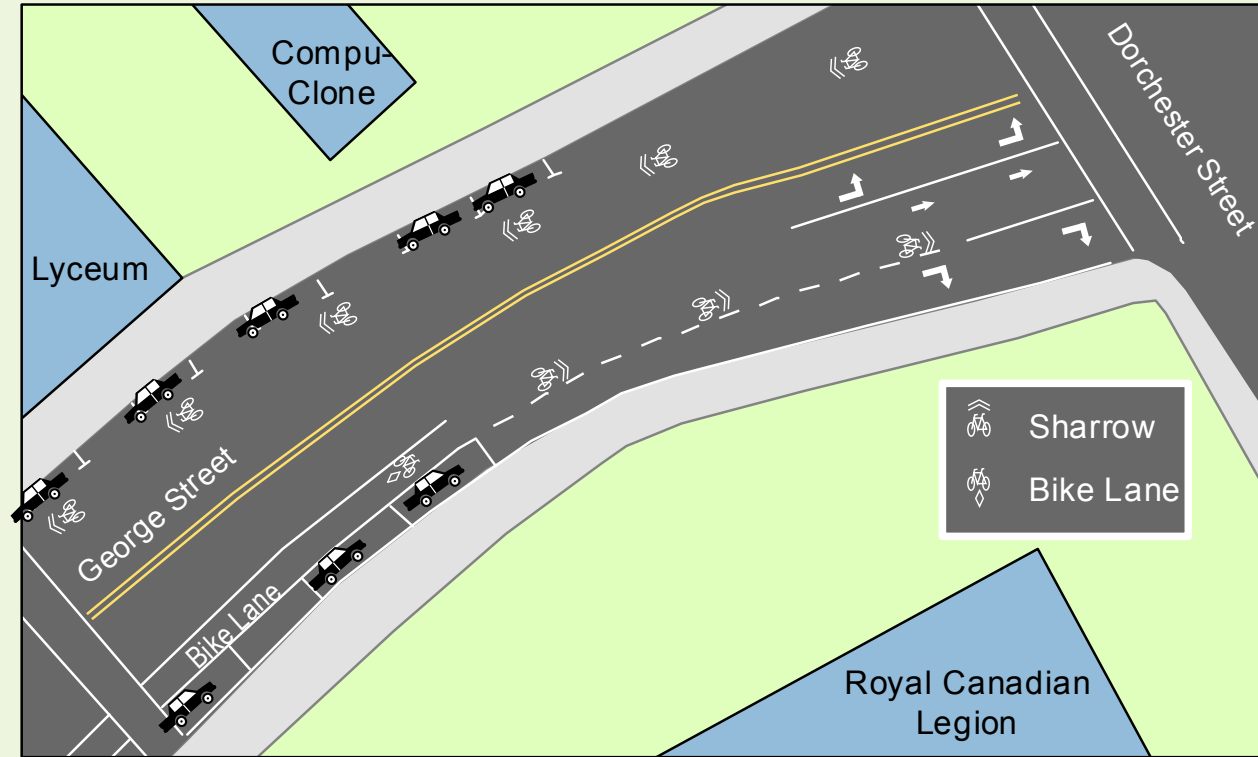 Compu-
Clone
Dorchester Street
Lyceum
George Street
Bike Lane
Sharrow
Bike Lane
Royal Canadian
Legion